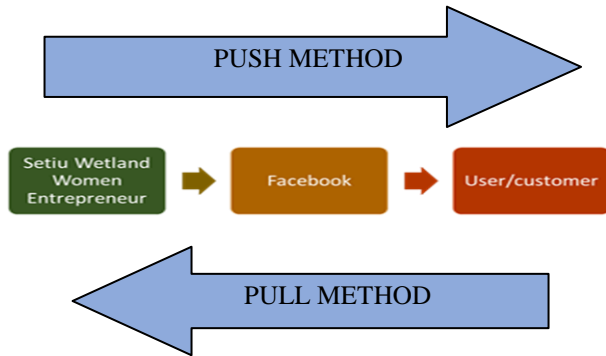 PUSH METHOD
Setiu Wetland
Women
Entrepreneur
Facebook
User/customer
PULL METHOD